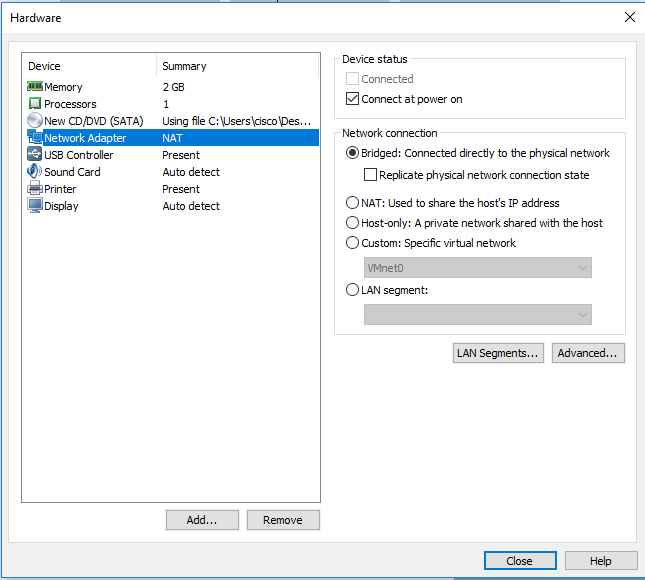 Hardware
Device Summary
Memory 2 GB
Processors 1
New CD/DVD (SATA) Using file C:\Users\cisco\Des...
Network Adapter NAT
USB Controller Present
Sound Card Auto detect
Printer Present
Display Auto detect
Add... Remove
Device status
Connected
Connect at power on
Network connection
Bridged: Connected directly to the physical network
Replicate physical network connection state
NAT: Used to share the host's IP address
Host-only: A private network shared with the host
Custom: Specific virtual network
VMnet0
LAN segment:
LAN Segments... Advanced...
Close Help